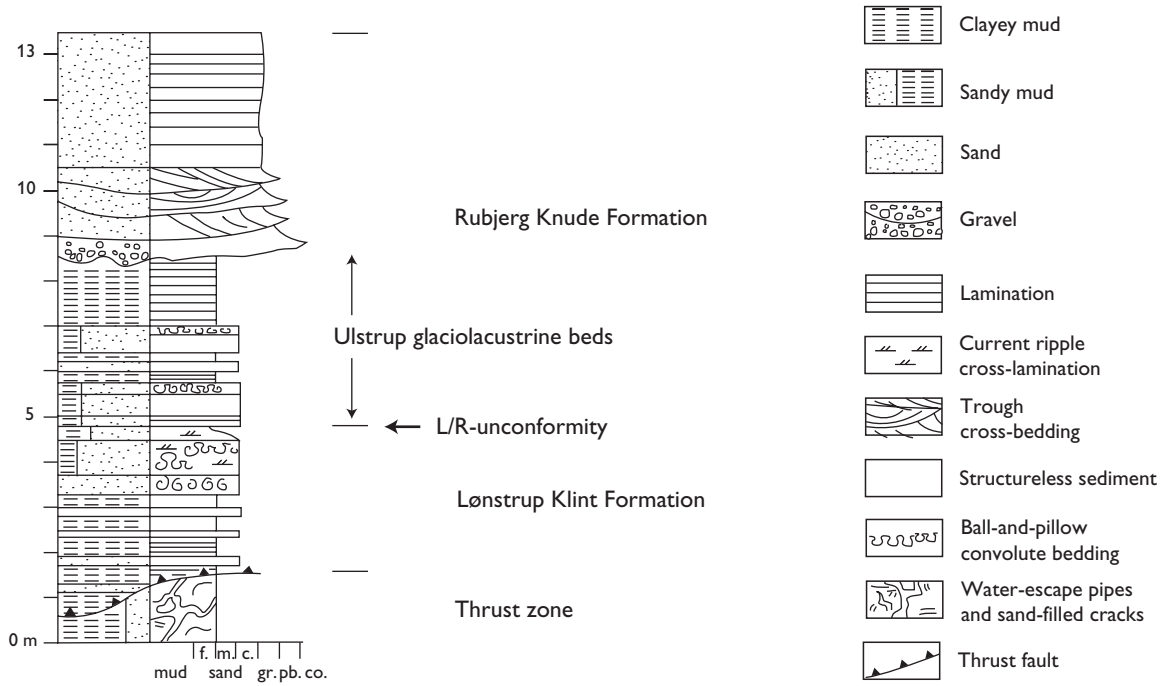 13
10
5
0 m
f. m. c.
mud sand gr. pb. co.
Rubjerg Knude Formation
Ulstrup glaciolacustrine beds
L/R-unconformity
Lønstrup Klint Formation
Thrust zone
Clayey mud
Sandy mud
Sand
Gravel
Lamination
Current ripple
cross-lamination
Trough
cross-bedding
Structureless sediment
Ball-and-pillow
convolute bedding
Water-escape pipes
and sand-filled cracks
Thrust fault